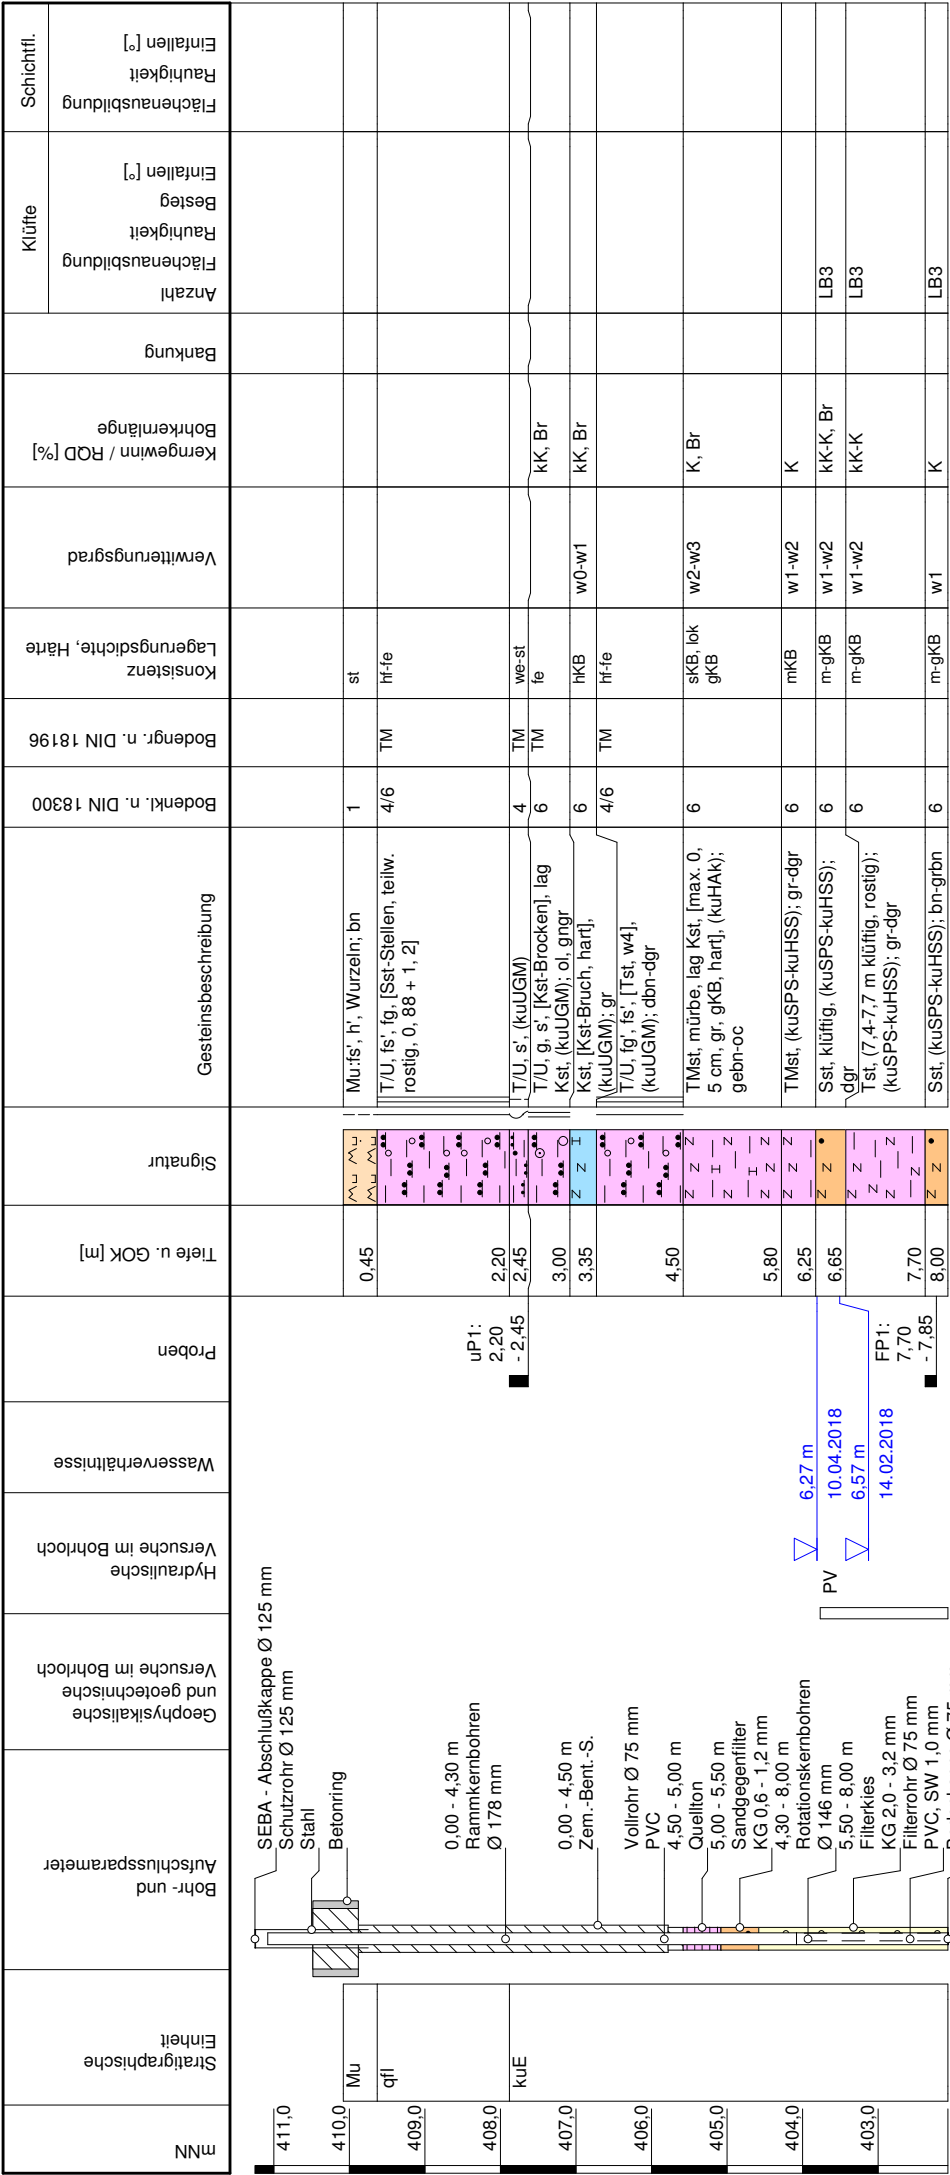 Schichtfl.
Einfallen [°]
Rauhigkeit
Flächenausbildung
Klüfte
Einfallen [°]
Besteg
Rauhigkeit
Flächenausbildung
Anzahl
Bankung
Kerngewinn / RQD [%]
Bohrkernlänge
Verwitterungsgrad
Konsistenz
Lagerungsdichte, Härte
Bodengr. n. DIN 18196
Bodenkl. n. DIN 18300
Gesteinsbeschreibung
Signatur
Tiefe u. GOK [m]
Proben
Wasserverhältnisse
Hydraulische
Versuche im Bohrloch
Geophysikalische
und geotechnische
Versuche im Bohrloch
Bohr- und
Aufschlussparameter
Stratigraphische
Einheit
mNN
LB3
LB3
LB3
kK, Br
kK, Br
K, Br
K
kK-K, Br
kK-K
K
w0-w1
w2-w3
w1-w2
w1-w2
w1-w2
w1
st
hf-fe
we-st
fe
hKB
hf-fe
sKB, lok
gKB
mKB
m-gKB
m-gKB
m-gKB
TM
TM
TM
TM
1
4/6
4
6
6
4/6
6
6
6
6
6
Mu:fs', h', Wurzeln; bn
T/U, fs', fg, [Sst-Stellen, teilw.
rostig, 0, 88 + 1, 2]
T/U, s', (kuUGM)
T/U, g, s', [Kst-Brocken], lag
Kst, (kuUGM); ol, gngr
Kst, [Kst-Bruch, hart],
(kuUGM); gr
T/U, fg', fs', [Tst, w4],
(kuUGM); dbn-dgr
TMst, mürbe, lag Kst, [max. 0,
5 cm, gr, gKB, hart], (kuHAk);
gebn-oc
TMst, (kuSPS-kuHSS); gr-dgr
Sst, klüftig, (kuSPS-kuHSS);
dgr
Tst, (7,4-7,7 m klüftig, rostig);
(kuSPS-kuHSS); gr-dgr
Sst, (kuSPS-kuHSS); bn-grbn
0,45
2,20
2,45
3,00
3,35
4,50
5,80
6,25
6,65
7,70
8,00
uP1:
2,20
- 2,45
FP1:
7,70
- 7,85
6,27 m
10.04.2018
6,57 m
14.02.2018
PV
SEBA - Abschlußkappe Ø 125 mm
Schutzrohr Ø 125 mm
Stahl
Betonring
0,00 - 4,30 m
Rammkernbohren
Ø 178 mm
0,00 - 4,50 m
Zem.-Bent.-S.
Vollrohr Ø 75 mm
PVC
4,50 - 5,00 m
Quellton
5,00 - 5,50 m
Sandgegenfilter
KG 0,6 - 1,2 mm
4,30 - 8,00 m
Rotationskernbohren
Ø 146 mm
5,50 - 8,00 m
Filterkies
KG 2,0 - 3,2 mm
Filterrohr Ø 75 mm
PVC, SW 1,0 mm
Mu
qfl
kuE
411,0
410,0
409,0
408,0
407,0
406,0
405,0
404,0
403,0